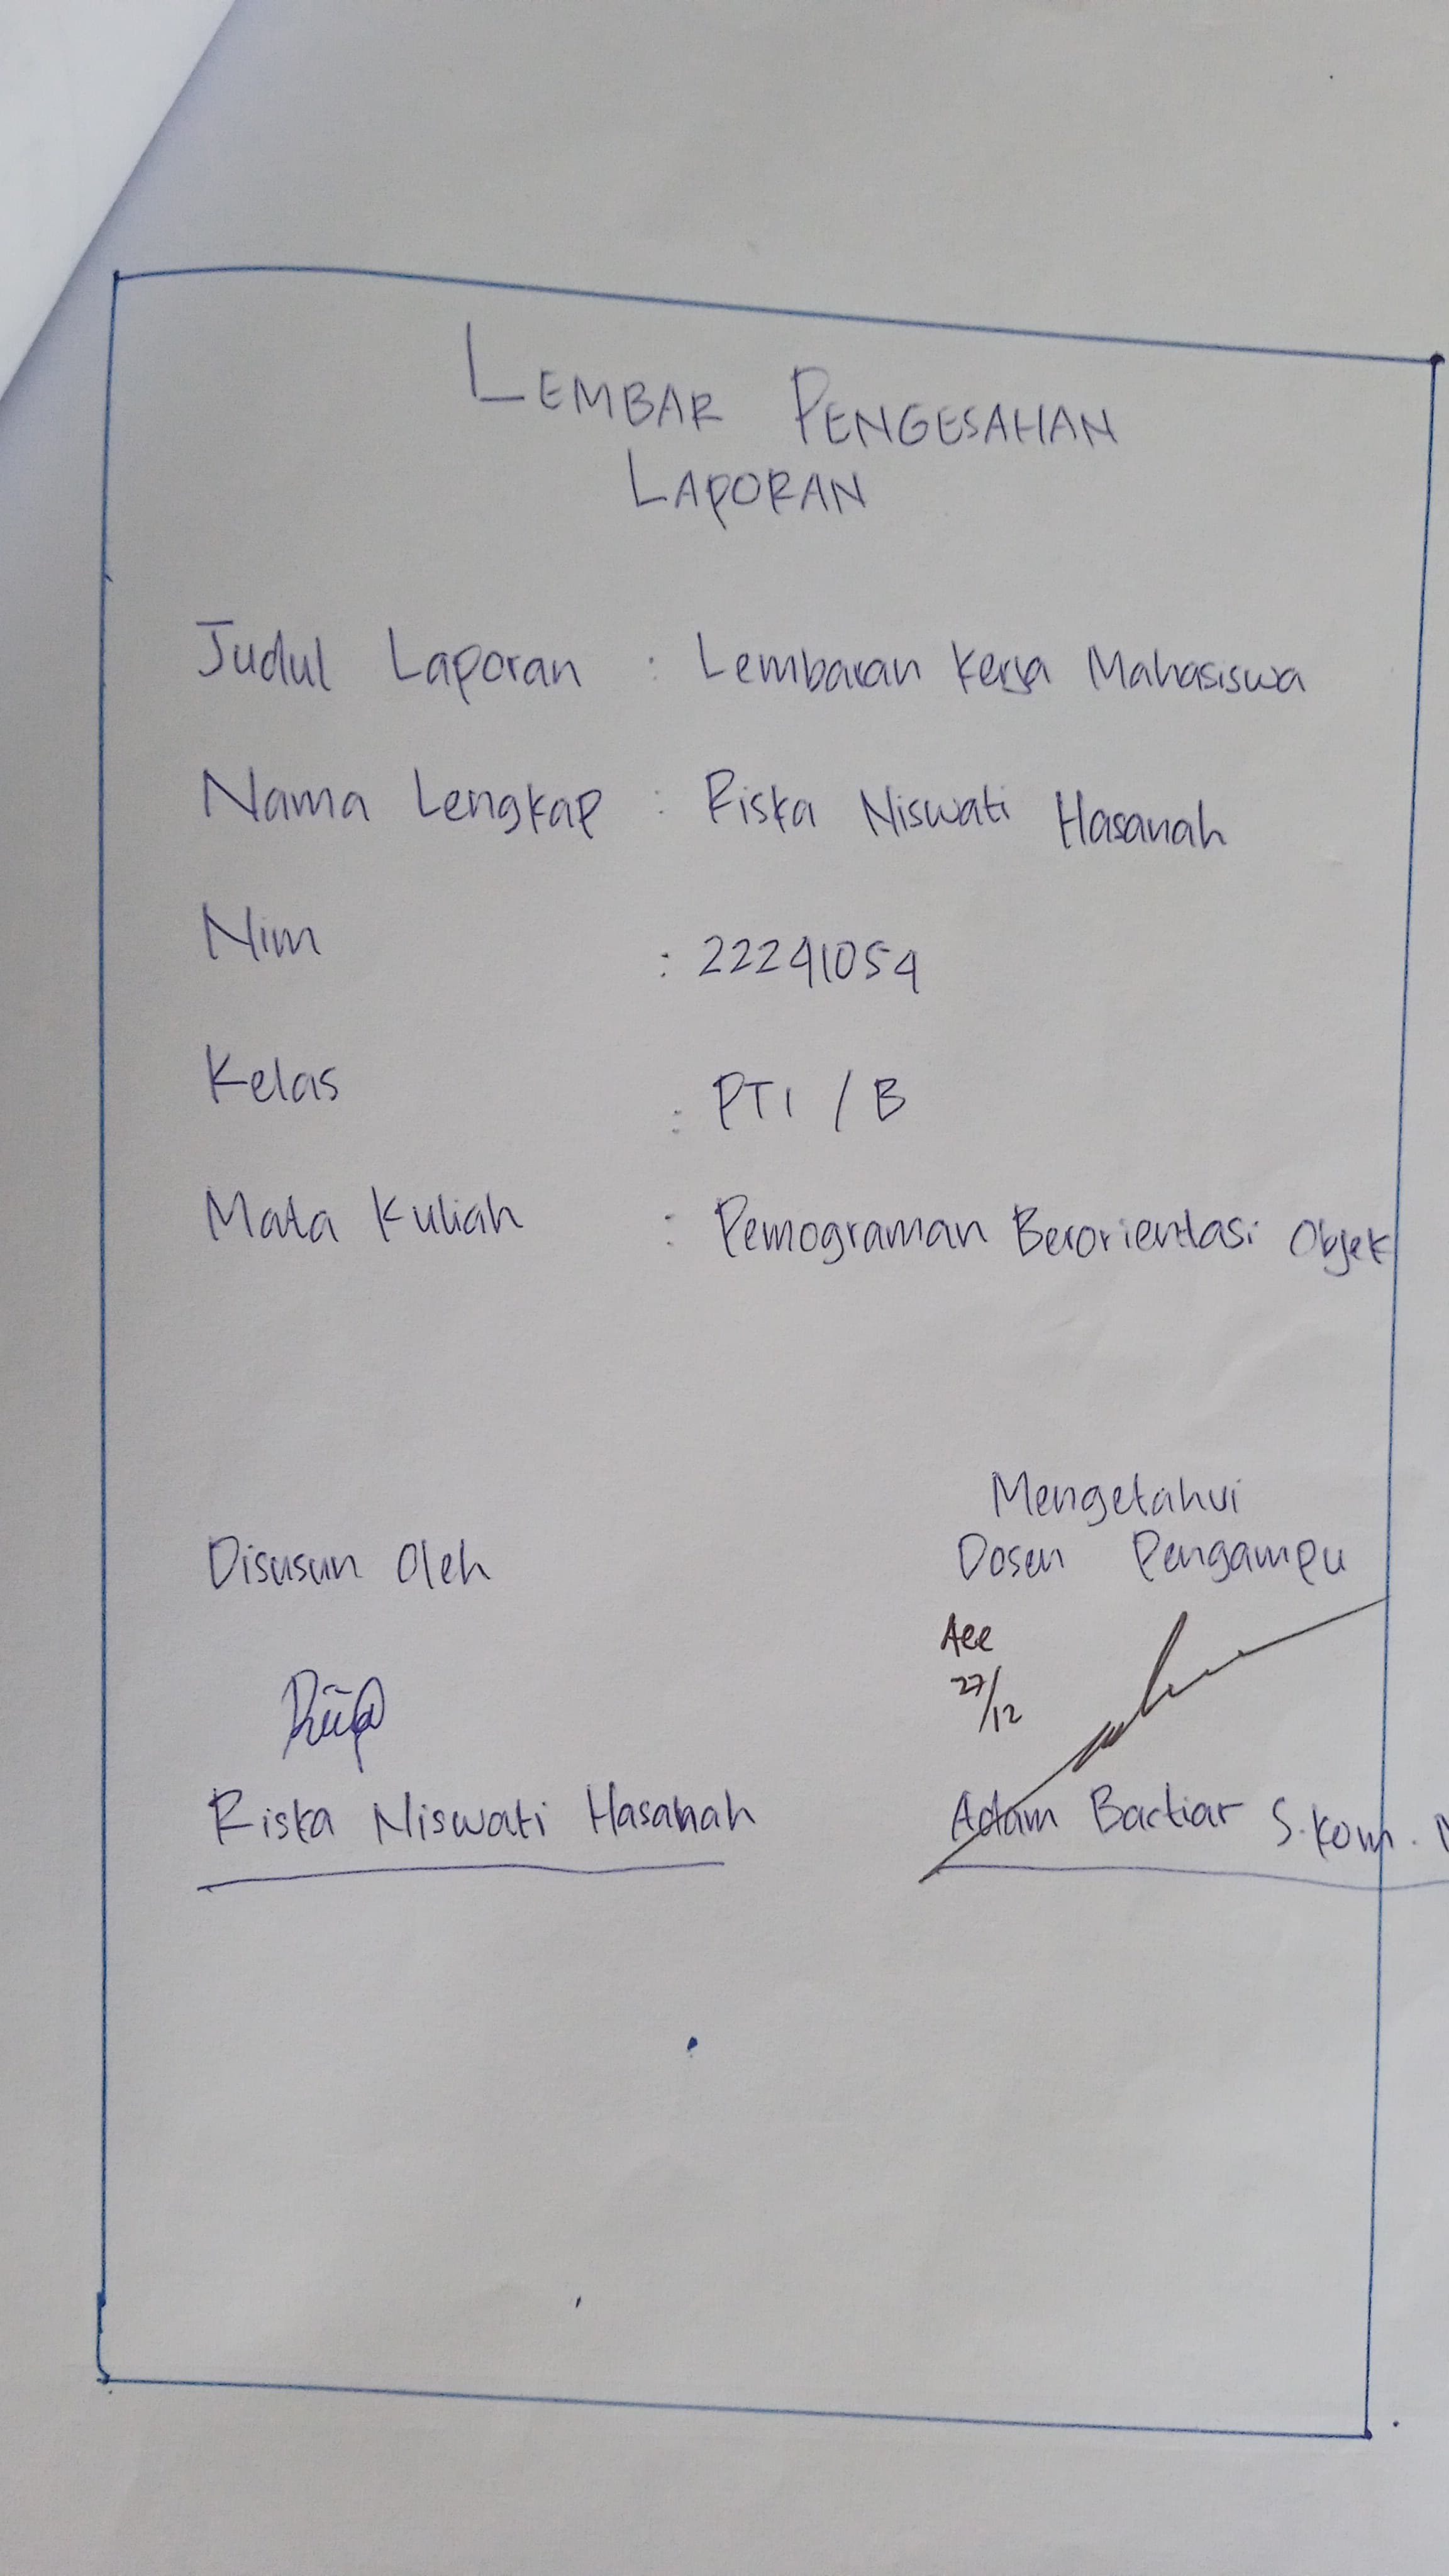 LEMBAR PENGESAHAN
LAPORAN
Judul Laporan : Lembaran Kerja Mahasiswa
Nama Lengkap : Riska Niswati Hasanah
Nim : 22241054
Kelas : PTI / B
Mata Kuliah : Pemograman Berorientasi Objek
Mengetahui
Disusun Oleh
Dosen Pengampu
Acc
27/12
Riska Niswati Hasanah
Adam Bactiar S.Kom.